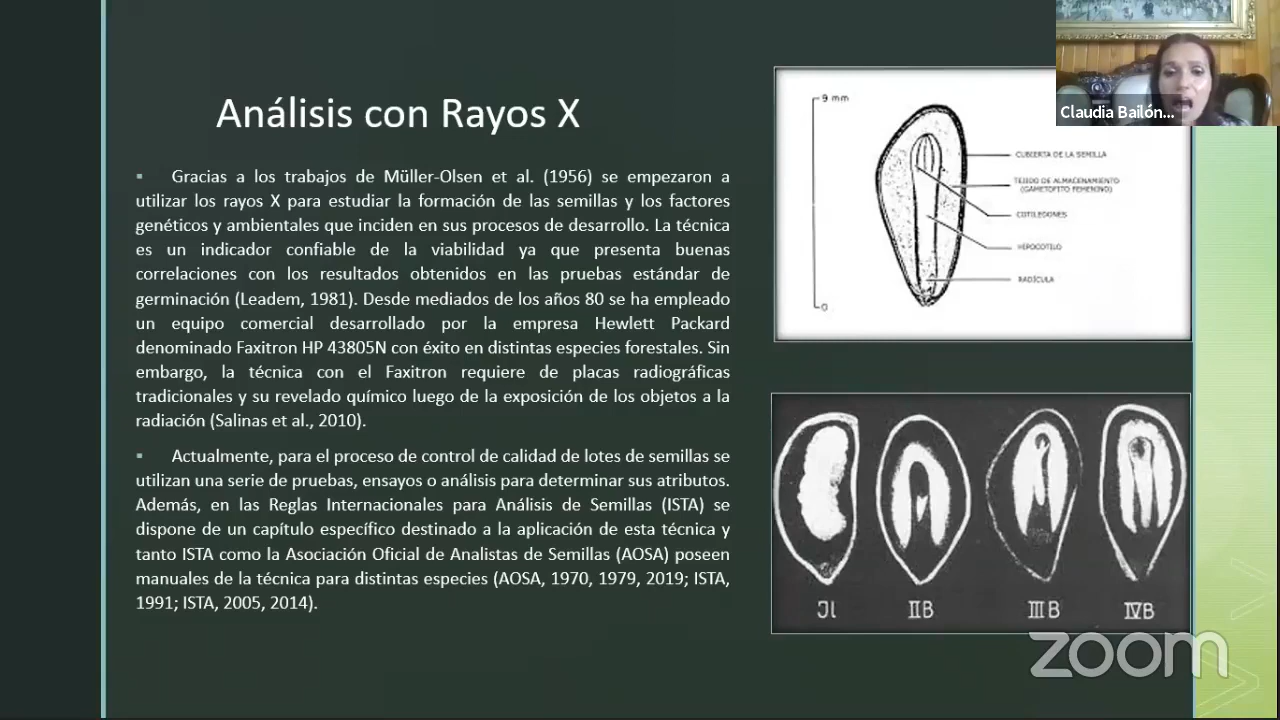 Análisis con Rayos X
Gracias a los trabajos de Müller-Olsen et al. (1956) se empezaron a
utilizar los rayos X para estudiar la formación de las semillas y los factores
genéticos y ambientales que inciden en sus procesos de desarrollo. La técnica
es un indicador confiable de la viabilidad ya que presenta buenas
correlaciones con los resultados obtenidos en las pruebas estándar de
germinación (Leadem, 1981). Desde mediados de los años 80 se ha empleado
un equipo comercial desarrollado por la empresa Hewlett Packard
denominado Faxitron HP 43805N con éxito en distintas especies forestales. Sin
embargo, la técnica con el Faxitron requiere de placas radiográficas
tradicionales y su revelado químico luego de la exposición de los objetos a la
radiación (Salinas et al., 2010).
Actualmente, para el proceso de control de calidad de lotes de semillas se
utilizan una serie de pruebas, ensayos o análisis para determinar sus atributos.
Además, en las Reglas Internacionales para Análisis de Semillas (ISTA) se
dispone de un capítulo específico destinado a la aplicación de esta técnica y
tanto ISTA como la Asociación Oficial de Analistas de Semillas (AOSA) poseen
manuales de la técnica para distintas especies (AOSA, 1970, 1979, 2019; ISTA,
1991; ISTA, 2005, 2014).
Claudia Bailón...
9 mm
CUBIERTA DE LA SEMILLA
TEJIDO DE ALMACENAMIENTO
(GAMETOFITO FEMENINO)
COTILEDONES
HIPOCOTILO
RADÍCULA
0
IIB
IIIB
IVB
zoom